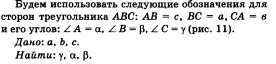 Будем использовать следующие обозначения для
сторон треугольника ABC: AB = c, BC = a, CA = в
и его углов: ∠ A = α, ∠ B = β, ∠ C = γ (рис. 11).
Дано: a, b, c.
Найти: γ, α, β.